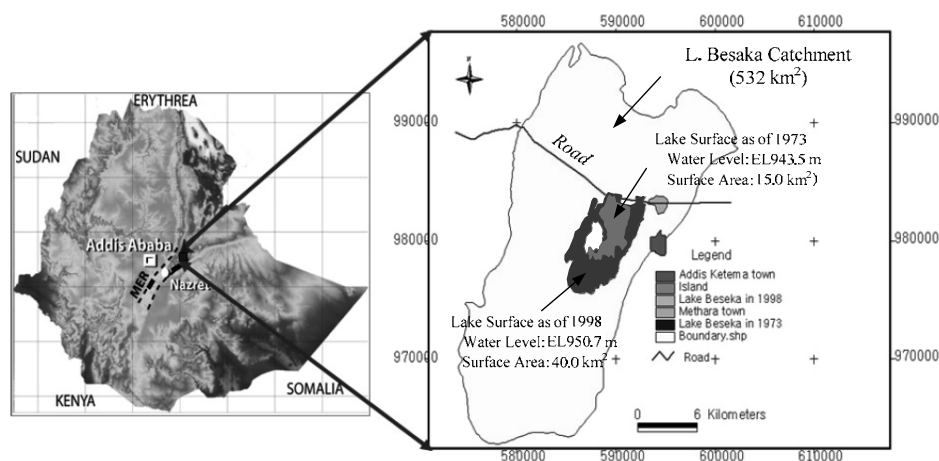 ERYTHREA
SUDAN
Addis Ababa
MER
Nazret
KENYA
SOMALIA
580000 590000 600000 610000
990000
980000
970000
L. Besaka Catchment
(532 km²)
Road
Lake Surface as of 1973
Water Level: EL943.5 m
Surface Area: 15.0 km²)
Lake Surface as of 1998
Water Level: EL950.7 m
Surface Area: 40.0 km²
Legend
Addis Ketema town
Island
Lake Beseka in 1998
Methara town
Lake Beseka in 1973
Boundary.shp
Road
0 6 Kilometers
990000
980000
970000
580000 590000 600000 610000